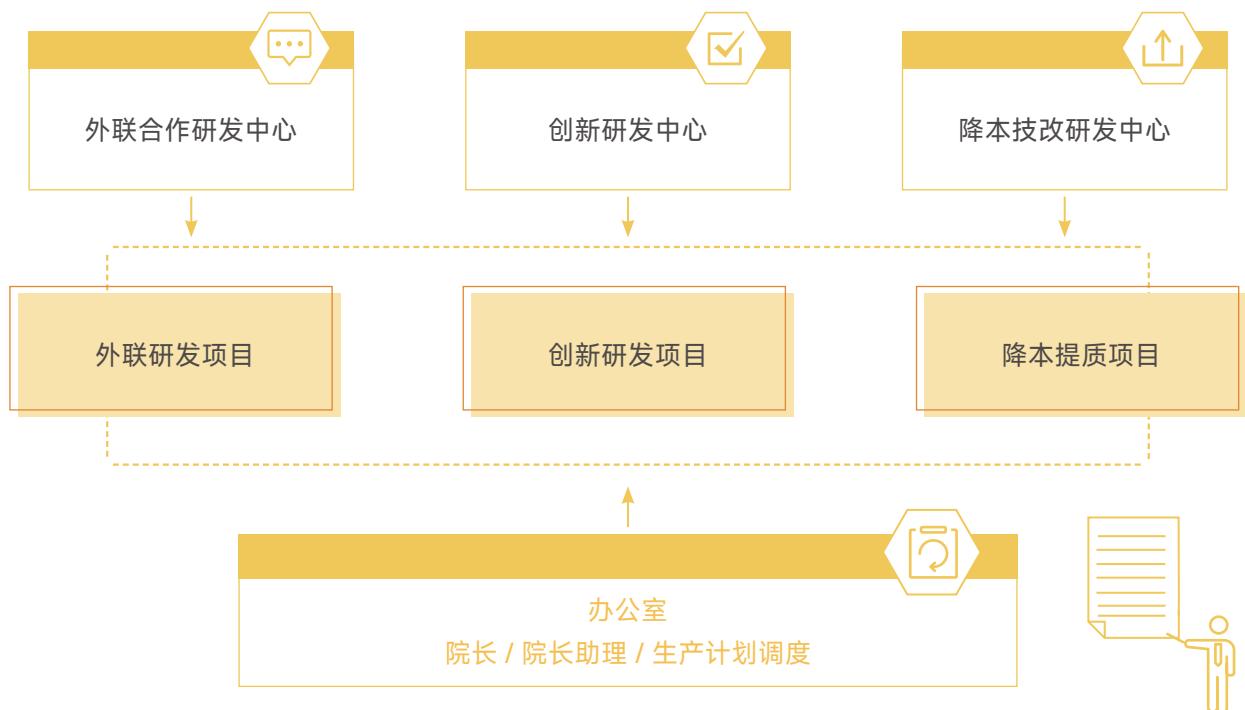 外联合作研发中心
创新研发中心
降本技改研发中心
外联研发项目
创新研发项目
降本提质项目
办公室
院长 / 院长助理 / 生产计划调度